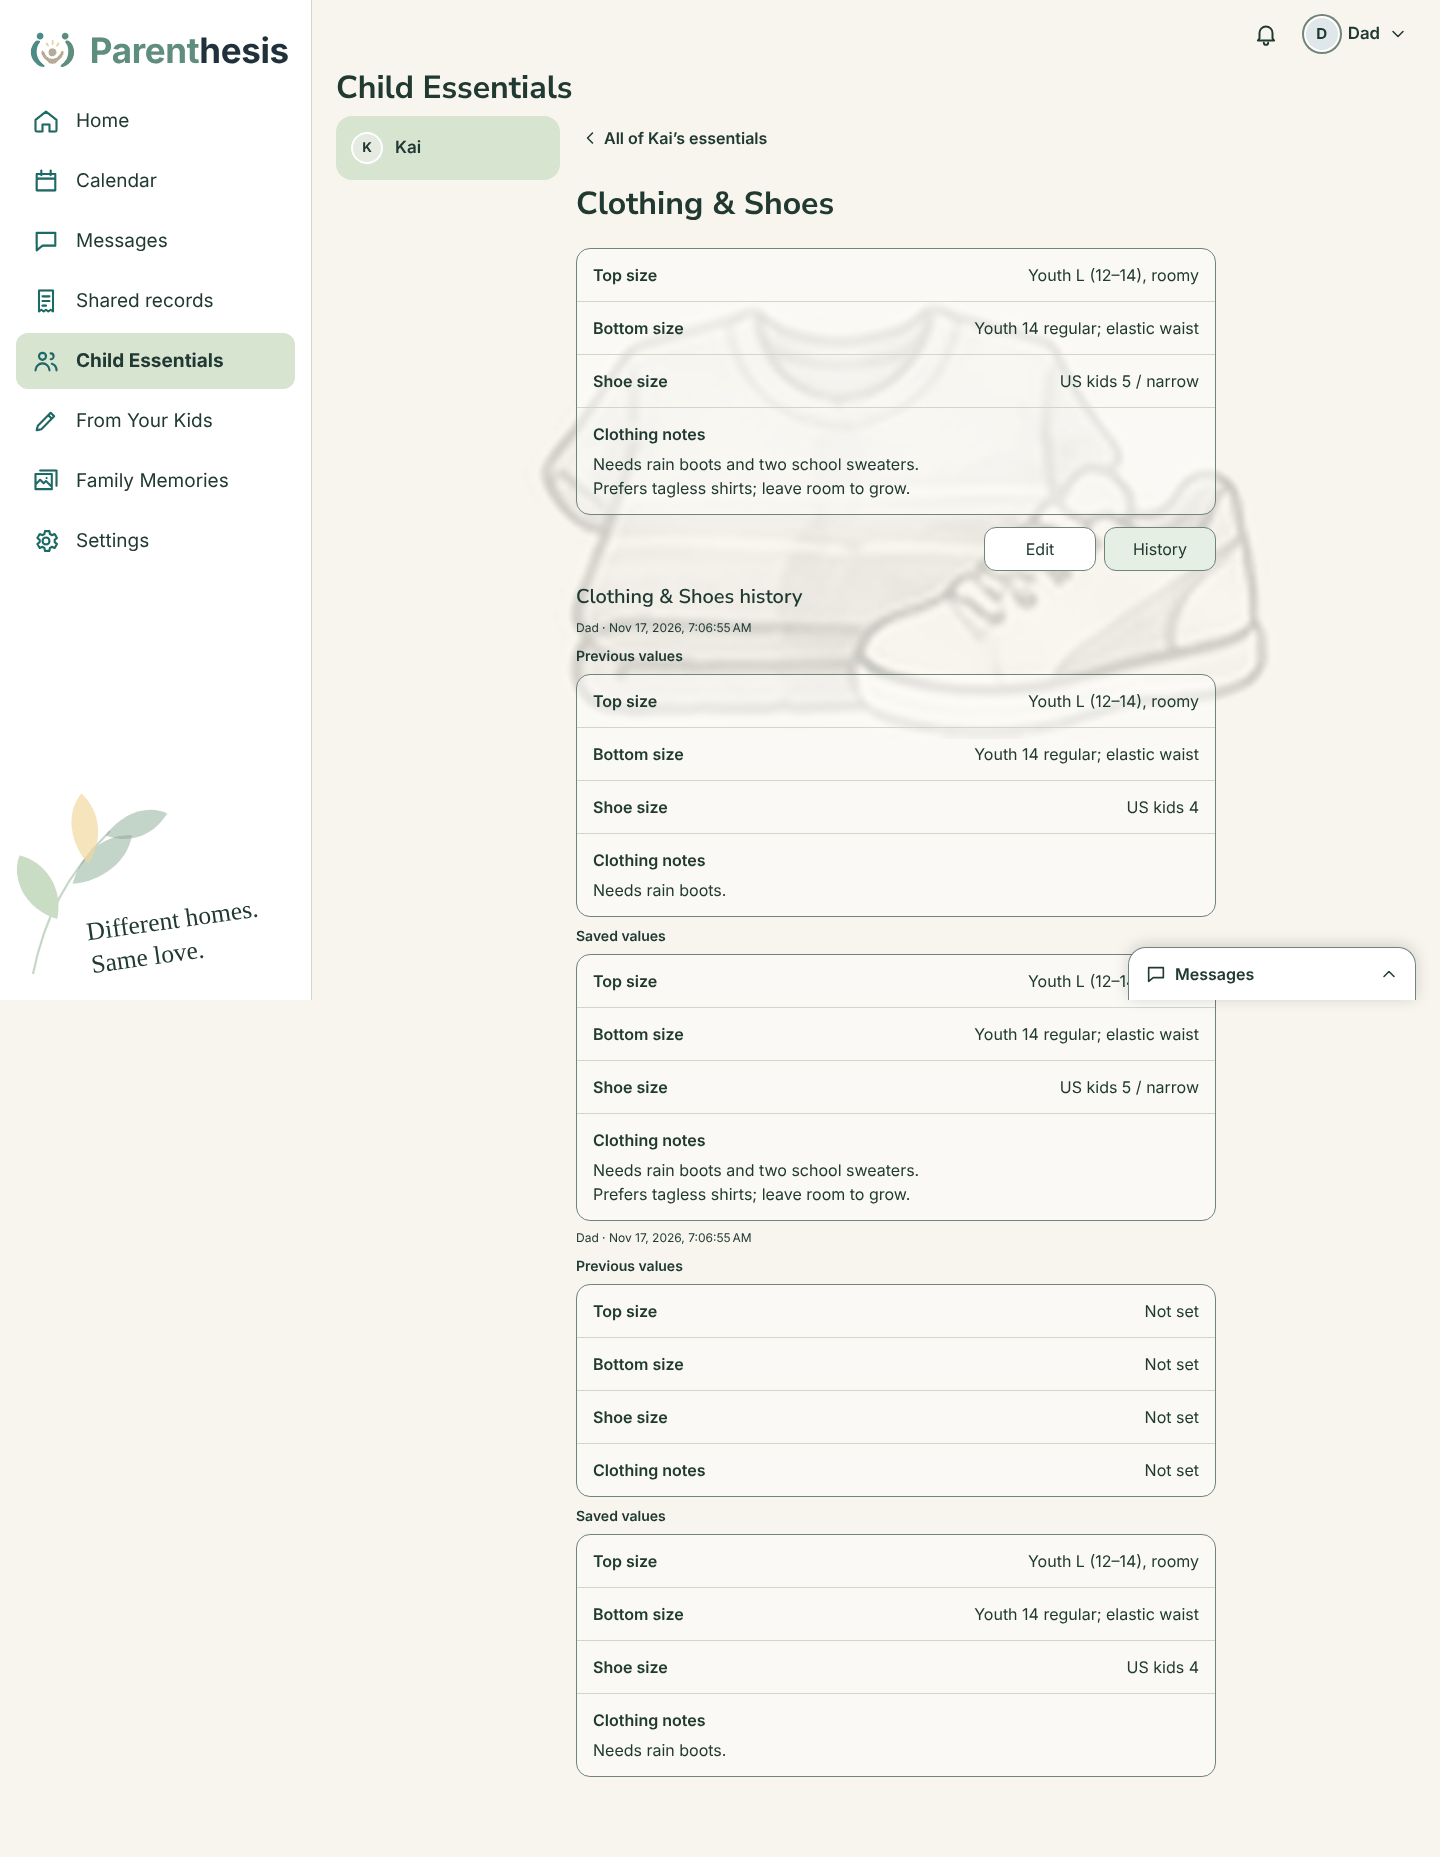 Parenthesis
Home
Calendar
Messages
Shared records
Child Essentials
From Your Kids
Family Memories
Settings
Different homes.
Same love.
D Dad
Child Essentials
K Kai
All of Kai’s essentials
Clothing & Shoes
Top size Youth L (12–14), roomy
Bottom size Youth 14 regular; elastic waist
Shoe size US kids 5 / narrow
Clothing notes
Needs rain boots and two school sweaters.
Prefers tagless shirts; leave room to grow.
Edit History
Clothing & Shoes history
Dad · Nov 17, 2026, 7:06:55 AM
Previous values
Top size Youth L (12–14), roomy
Bottom size Youth 14 regular; elastic waist
Shoe size US kids 4
Clothing notes
Needs rain boots.
Saved values
Top size Youth L (12–1
Messages
Bottom size Youth 14 regular; elastic waist
Shoe size US kids 5 / narrow
Clothing notes
Needs rain boots and two school sweaters.
Prefers tagless shirts; leave room to grow.
Dad · Nov 17, 2026, 7:06:55 AM
Previous values
Top size Not set
Bottom size Not set
Shoe size Not set
Clothing notes Not set
Saved values
Top size Youth L (12–14), roomy
Bottom size Youth 14 regular; elastic waist
Shoe size US kids 4
Clothing notes
Needs rain boots.